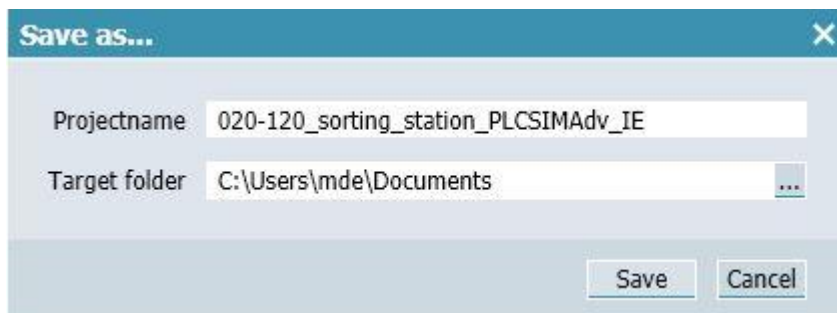 Save as...
Projectname 020-120_sorting_station_PLCSIMAdv_IE
Target folder C:\Users\mde\Documents ...
Save Cancel